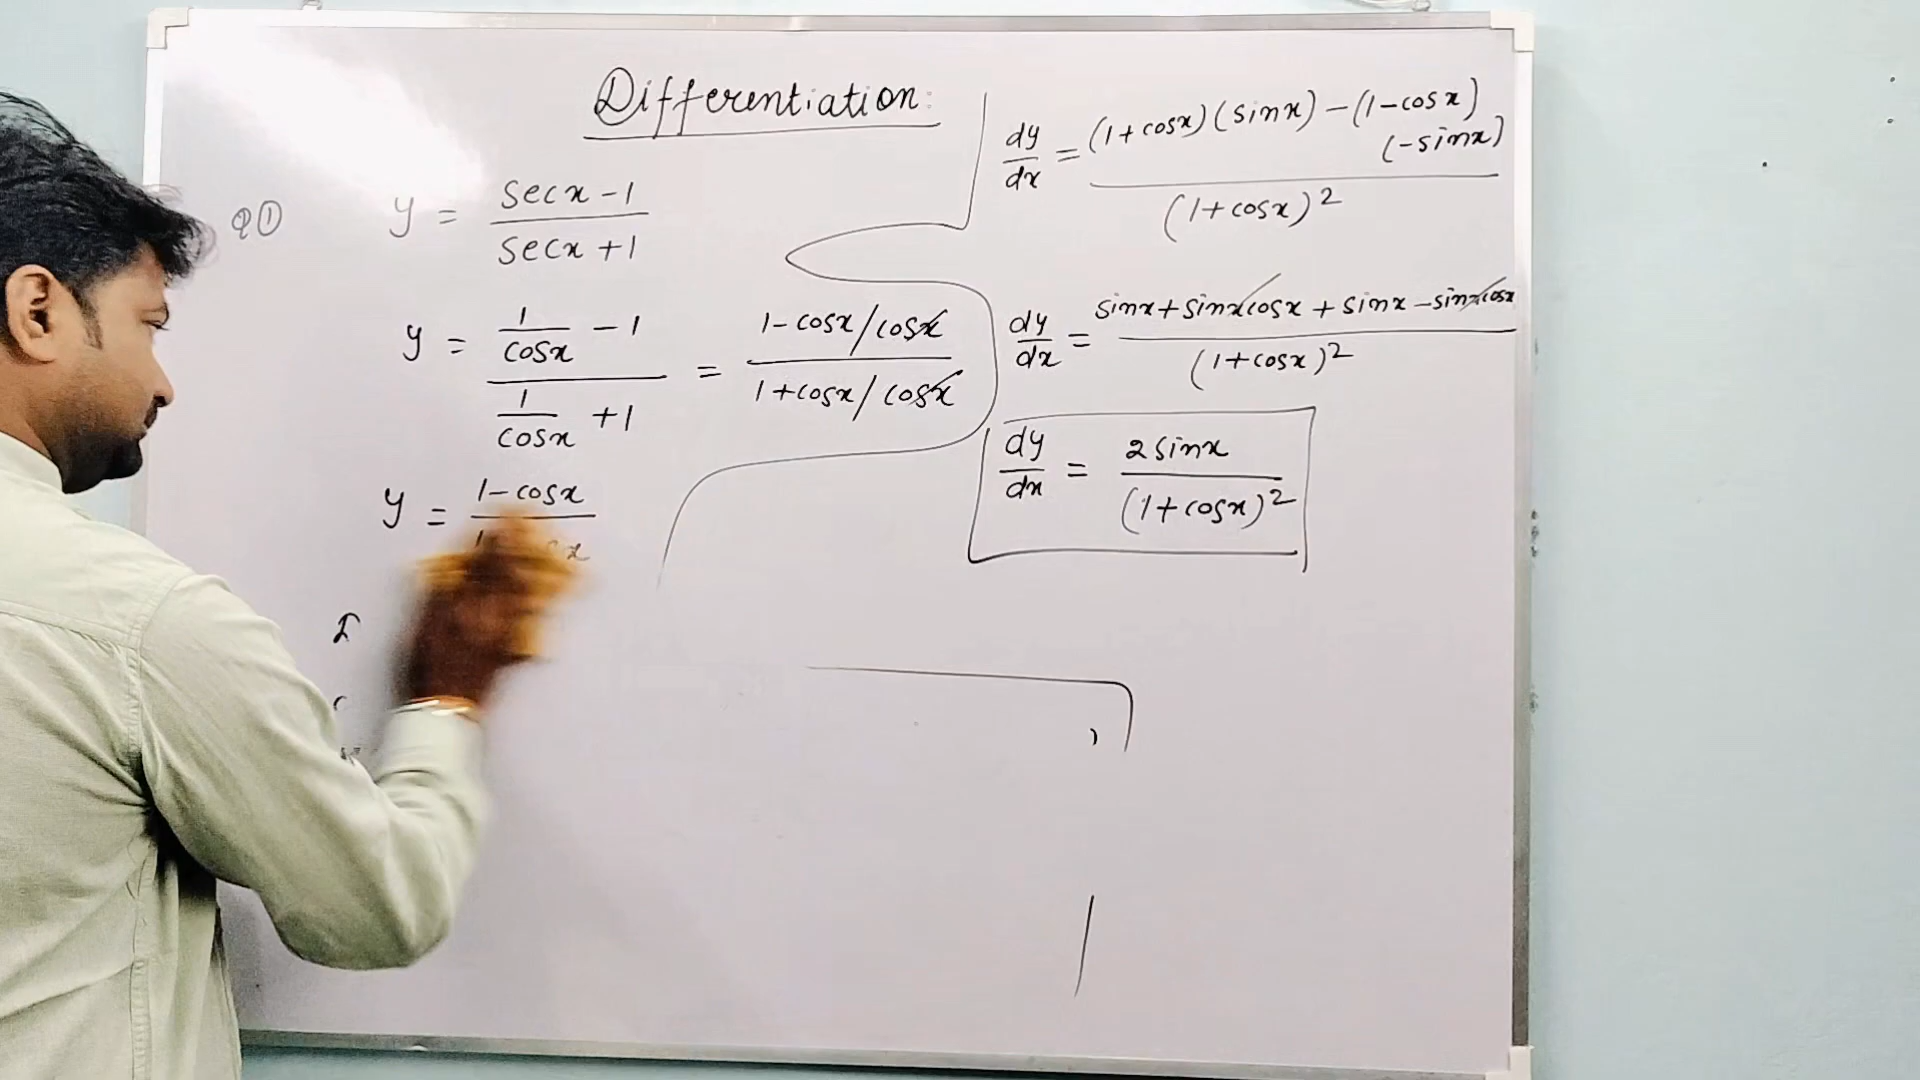 Differentiation:
Q① y = secx - 1 / secx + 1
y = (1/cosx - 1) / (1/cosx + 1) = (1-cosx/cosx) / (1+cosx/cosx)
y = 1-cosx
dy/dx = (1+cosx)(sinx) - (1-cosx)(-sinx) / (1+cosx)²
dy/dx = sinx + sinxcosx + sinx - sinxcosx / (1+cosx)²
dy/dx = 2sinx / (1+cosx)²